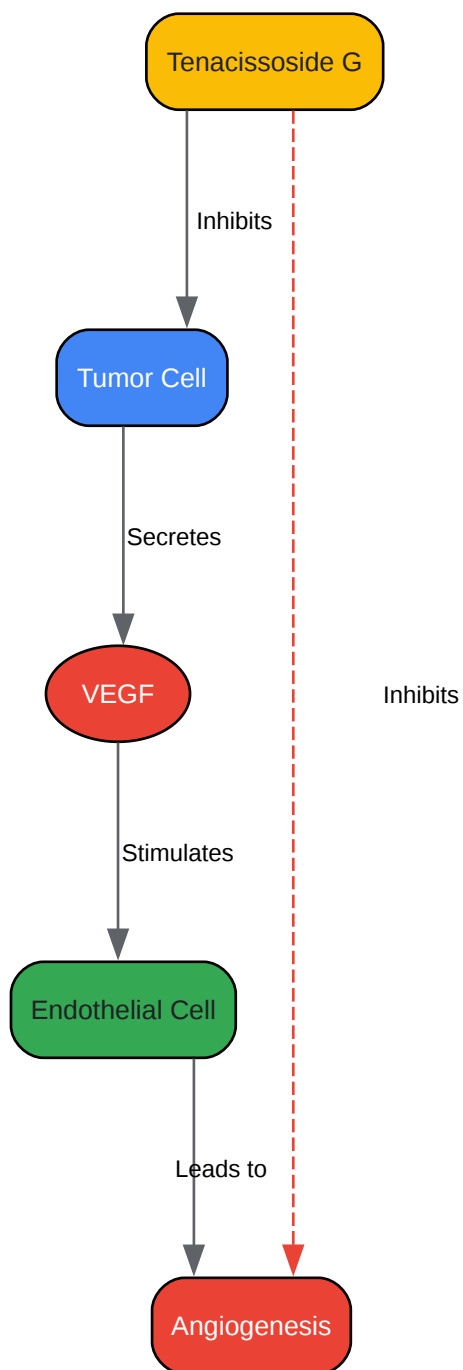 Tenacissoside G
Inhibits
Tumor Cell
Secretes
VEGF
Inhibits
Stimulates
Endothelial Cell
Leads to
Angiogenesis